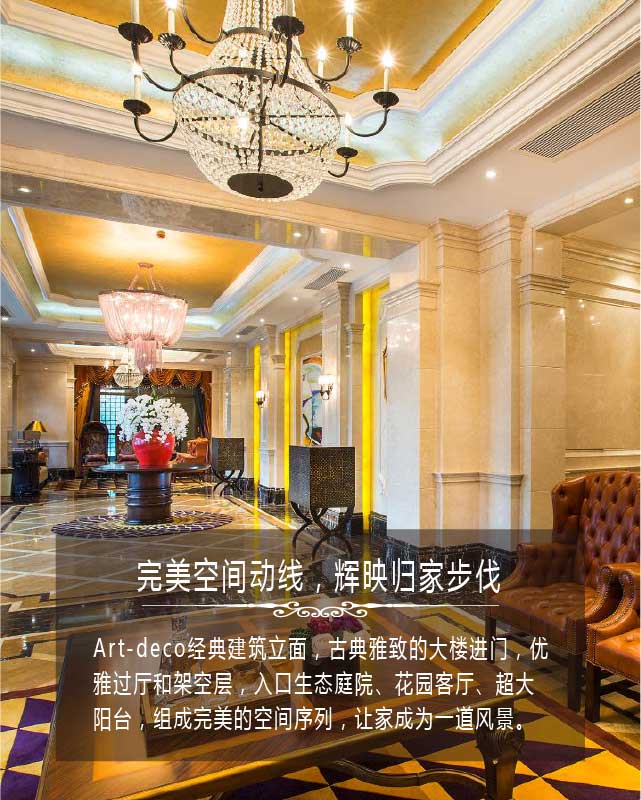 完美空间动线，辉映归家步伐
Art-deco经典建筑立面，古典雅致的大楼进门，优
雅过厅和架空层，入口生态庭院、花园客厅、超大
阳台，组成完美的空间序列，让家成为一道风景。